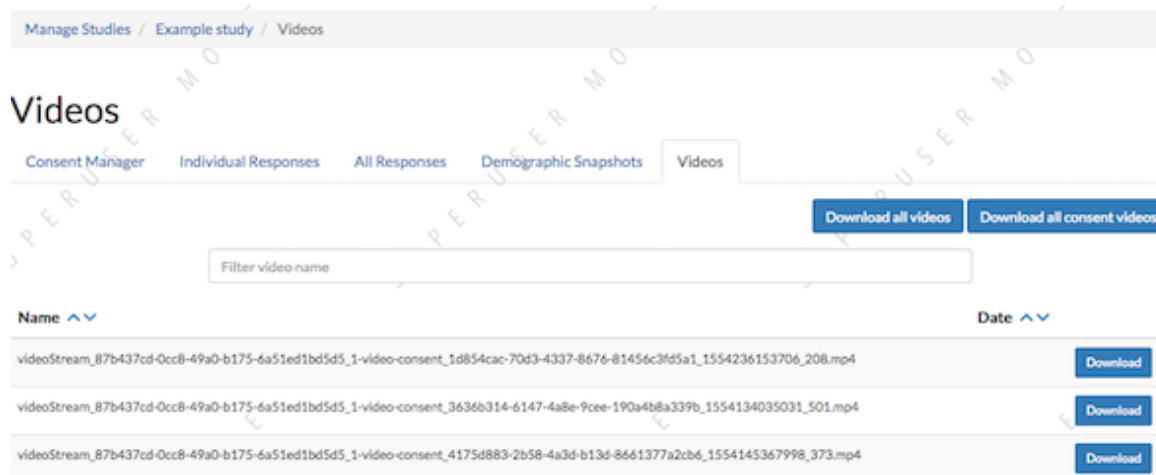 Manage Studies / Example study / Videos
Videos
Consent Manager Individual Responses All Responses Demographic Snapshots Videos
Download all videos Download all consent videos
Filter video name
Name Date
videoStream_87b437cd-0cc8-49a0-b175-6a51ed1bd5d5_1-video-consent_1d854cac-70d3-4337-8676-81456c3fd5a1_1554236153706_208.mp4 Download
videoStream_87b437cd-0cc8-49a0-b175-6a51ed1bd5d5_1-video-consent_3636b314-6147-4a8e-9cee-190a4b8a339b_1554134035031_501.mp4 Download
videoStream_87b437cd-0cc8-49a0-b175-6a51ed1bd5d5_1-video-consent_4175d883-2b58-4a3d-b13d-8661377a2cb6_1554145367998_373.mp4 Download